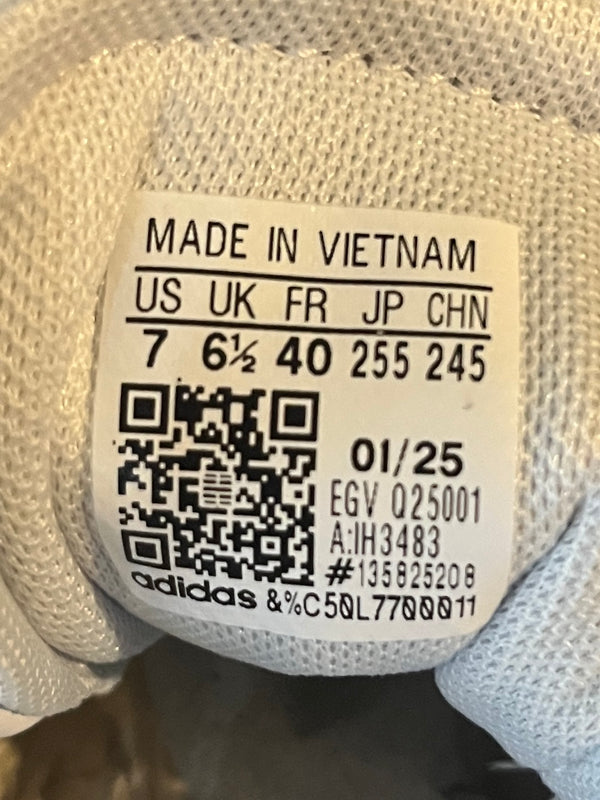 MADE IN VIETNAM
US UK FR JP CHN
7 6½ 40 255 245
01/25
EGV Q25001
A:IH3483
#135825208
adidas &%C50L7700011